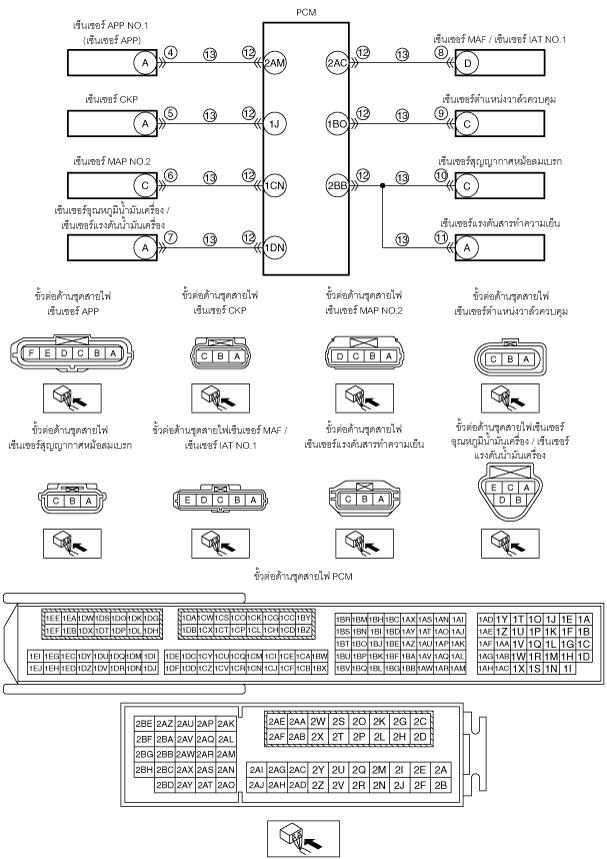 PCM
เซ็นเซอร์ APP NO.1
(เซ็นเซอร์ APP)
A 4 13 12 2AM
เซ็นเซอร์ CKP
A 5 13 12 1J
เซ็นเซอร์ MAP NO.2
C 6 13 12 1CN
เซ็นเซอร์อุณหภูมิน้ำมันเครื่อง /
เซ็นเซอร์แรงดันน้ำมันเครื่อง
A 7 13 12 1DN
เซ็นเซอร์ MAF / เซ็นเซอร์ IAT NO.1
2AC 12 13 8 D
เซ็นเซอร์ตำแหน่งวาล์วควบคุม
1BO 12 13 9 C
เซ็นเซอร์สุญญากาศหม้อลมเบรก
2BB 12 13 10 C
เซ็นเซอร์แรงดันสารทำความเย็น
13 11 A
ขั้วต่อด้านชุดสายไฟ
เซ็นเซอร์ APP
F E D C B A
ขั้วต่อด้านชุดสายไฟ
เซ็นเซอร์ CKP
C B A
ขั้วต่อด้านชุดสายไฟ
เซ็นเซอร์ MAP NO.2
D C B A
ขั้วต่อด้านชุดสายไฟ
เซ็นเซอร์ตำแหน่งวาล์วควบคุม
C B A
ขั้วต่อด้านชุดสายไฟ
เซ็นเซอร์สุญญากาศหม้อลมเบรก
C B A
ขั้วต่อด้านชุดสายไฟเซ็นเซอร์ MAF /
เซ็นเซอร์ IAT NO.1
E D C B A
ขั้วต่อด้านชุดสายไฟ
เซ็นเซอร์แรงดันสารทำความเย็น
C B A
ขั้วต่อด้านชุดสายไฟเซ็นเซอร์
อุณหภูมิน้ำมันเครื่อง / เซ็นเซอร์
แรงดันน้ำมันเครื่อง
E C A
D B
ขั้วต่อด้านชุดสายไฟ PCM
1EE 1EA 1DW 1DS 1DO 1DK 1DG
1EF 1EB 1DX 1DT 1DP 1DL 1DH
1EI 1EG 1EC 1DY 1DU 1DQ 1DM 1DI
1EJ 1EH 1ED 1DZ 1DV 1DR 1DN 1DJ
1DA 1CW 1CS 1CO 1CK 1CG 1CC 1BY
1DB 1CX 1CT 1CP 1CL 1CH 1CD 1BZ
1DE 1DC 1CY 1CU 1CQ 1CM 1CI 1CE 1CA 1BW
1DF 1DD 1CZ 1CV 1CR 1CN 1CJ 1CF 1CB 1BX
1BR 1BM 1BH 1BC 1AX 1AS 1AN 1AI
1BS 1BN 1BI 1BD 1AY 1AT 1AO 1AJ
1BT 1BO 1BJ 1BE 1AZ 1AU 1AP 1AK
1BU 1BP 1BK 1BF 1BA 1AV 1AQ 1AL
1BV 1BQ 1BL 1BG 1BB 1AW 1AR 1AM
1AD 1Y 1T 1O 1J 1E 1A
1AE 1Z 1U 1P 1K 1F 1B
1AF 1AA 1V 1Q 1L 1G 1C
1AG 1AB 1W 1R 1M 1H 1D
1AH 1AC 1X 1S 1N 1I
2BE 2AZ 2AU 2AP 2AK
2BF 2BA 2AV 2AQ 2AL
2BG 2BB 2AW 2AR 2AM
2BH 2BC 2AX 2AS 2AN
2BD 2AY 2AT 2AO
2AE 2AA 2W 2S 2O 2K 2G 2C
2AF 2AB 2X 2T 2P 2L 2H 2D
2AI 2AG 2AC 2Y 2U 2Q 2M 2I 2E 2A
2AJ 2AH 2AD 2Z 2V 2R 2N 2J 2F 2B